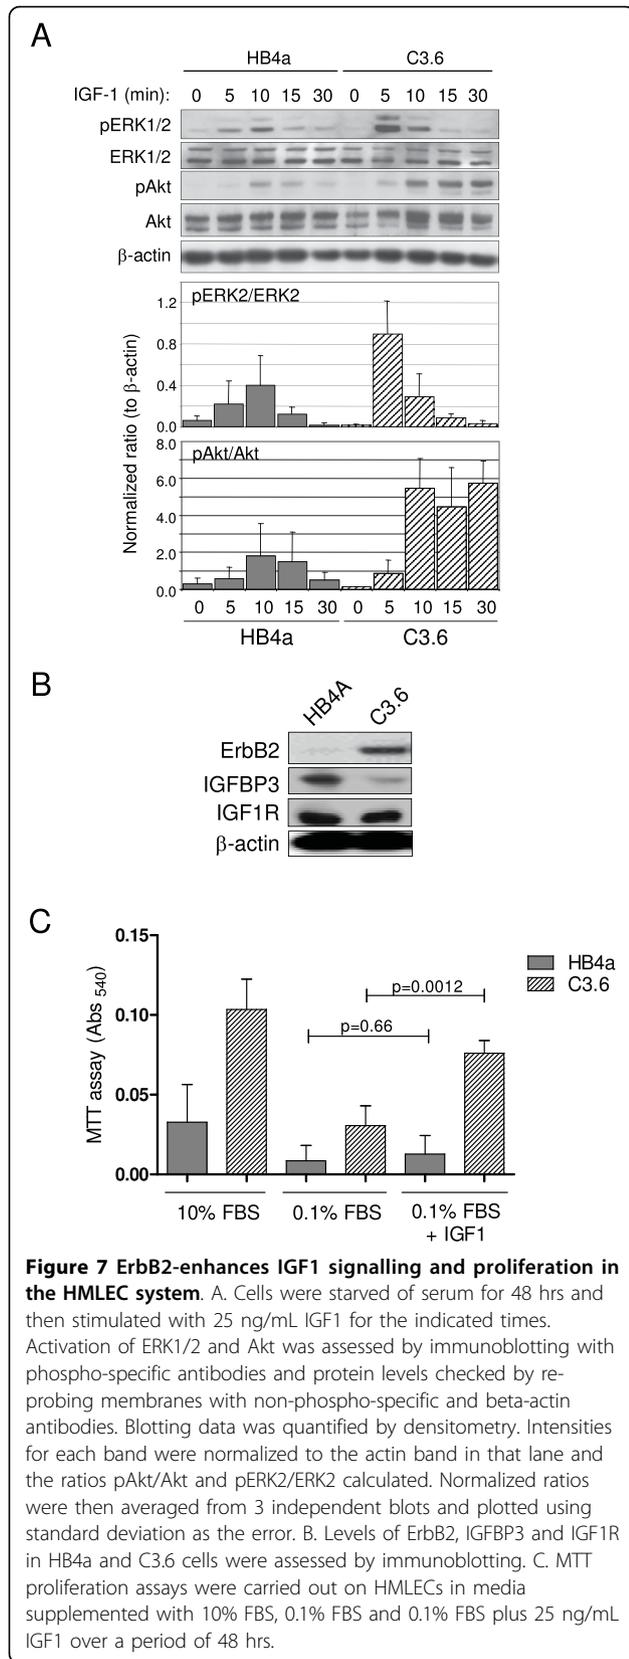 A
HB4a C3.6
IGF-1 (min): 0 5 10 15 30 0 5 10 15 30
pERK1/2
ERK1/2
pAkt
Akt
β-actin
pERK2/ERK2
1.2
0.8
0.4
0.0
Normalized ratio (to β-actin)
pAkt/Akt
8.0
6.0
4.0
2.0
0.0
0 5 10 15 30 0 5 10 15 30
HB4a C3.6
B
HB4A C3.6
ErbB2
IGFBP3
IGF1R
β-actin
C
MTT assay (Abs 540)
0.15
0.10
0.05
0.00
p=0.0012
p=0.66
HB4a
C3.6
10% FBS 0.1% FBS 0.1% FBS
+ IGF1
Figure 7 ErbB2-enhances IGF1 signalling and proliferation in
the HMLEC system. A. Cells were starved of serum for 48 hrs and
then stimulated with 25 ng/mL IGF1 for the indicated times.
Activation of ERK1/2 and Akt was assessed by immunoblotting with
phospho-specific antibodies and protein levels checked by re-
probing membranes with non-phospho-specific and beta-actin
antibodies. Blotting data was quantified by densitometry. Intensities
for each band were normalized to the actin band in that lane and
the ratios pAkt/Akt and pERK2/ERK2 calculated. Normalized ratios
were then averaged from 3 independent blots and plotted using
standard deviation as the error. B. Levels of ErbB2, IGFBP3 and IGF1R
in HB4a and C3.6 cells were assessed by immunoblotting. C. MTT
proliferation assays were carried out on HMLECs in media
supplemented with 10% FBS, 0.1% FBS and 0.1% FBS plus 25 ng/mL
IGF1 over a period of 48 hrs.